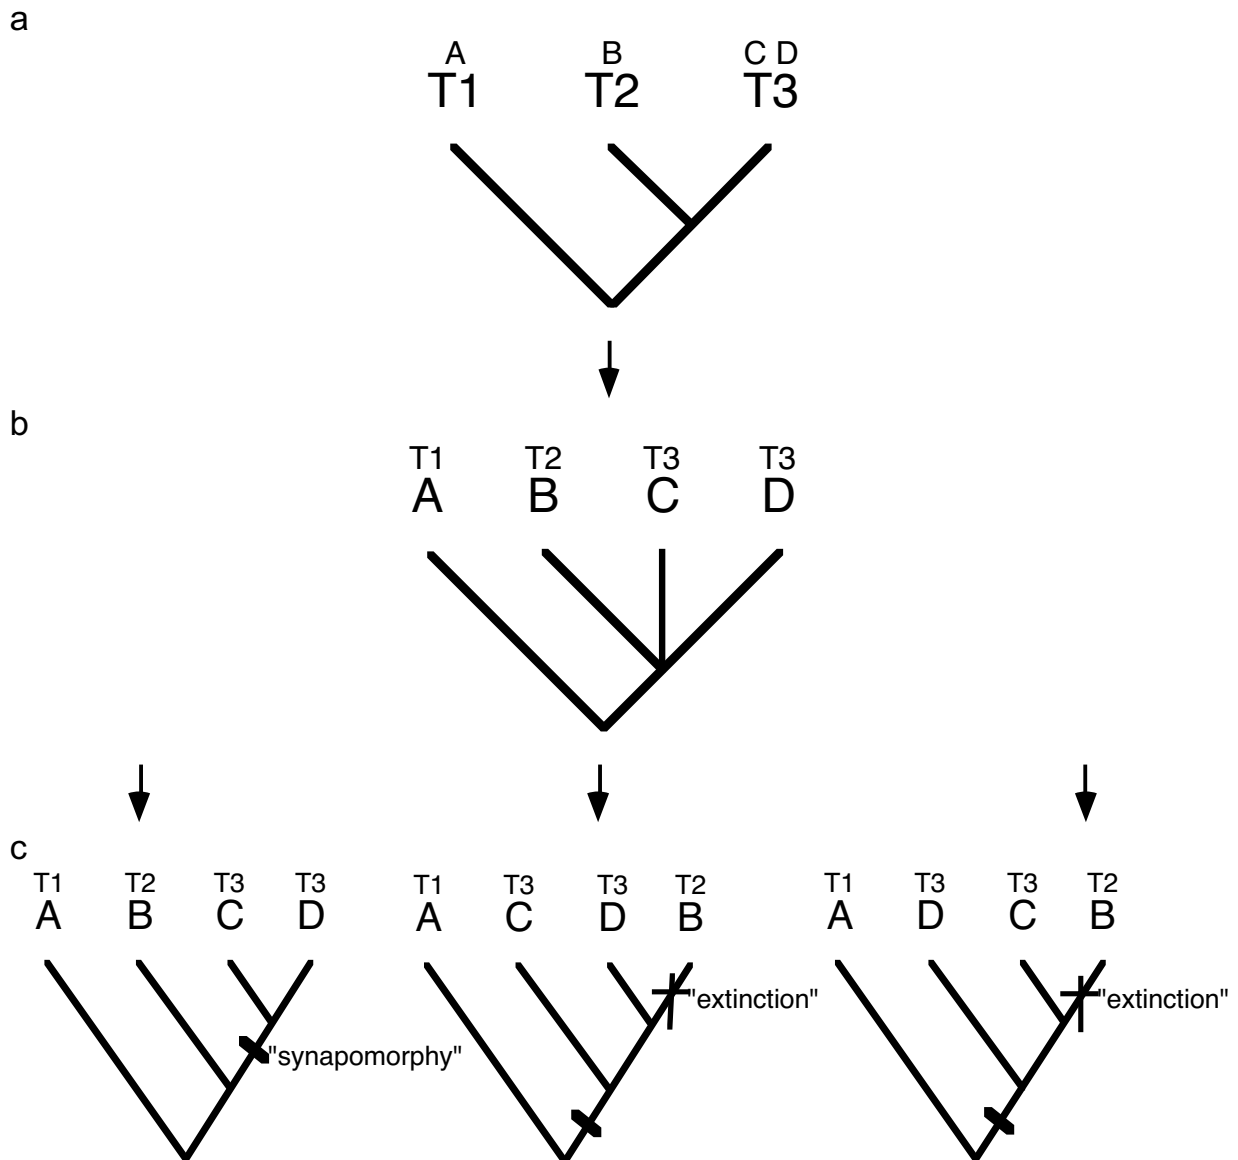 a
A B C D
T1 T2 T3
b
T1 T2 T3 T3
A B C D
c
T1 T2 T3 T3
A B C D
"synapomorphy"
T1 T3 T3 T2
A C D B
"extinction"
T1 T3 T3 T2
A D C B
"extinction"